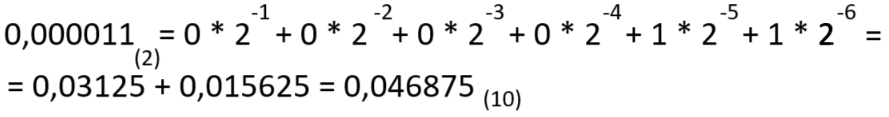 0,000011₍₂₎ = 0 * 2⁻¹ + 0 * 2⁻² + 0 * 2⁻³ + 0 * 2⁻⁴ + 1 * 2⁻⁵ + 1 * 2⁻⁶ =
= 0,03125 + 0,015625 = 0,046875 ₍₁₀₎